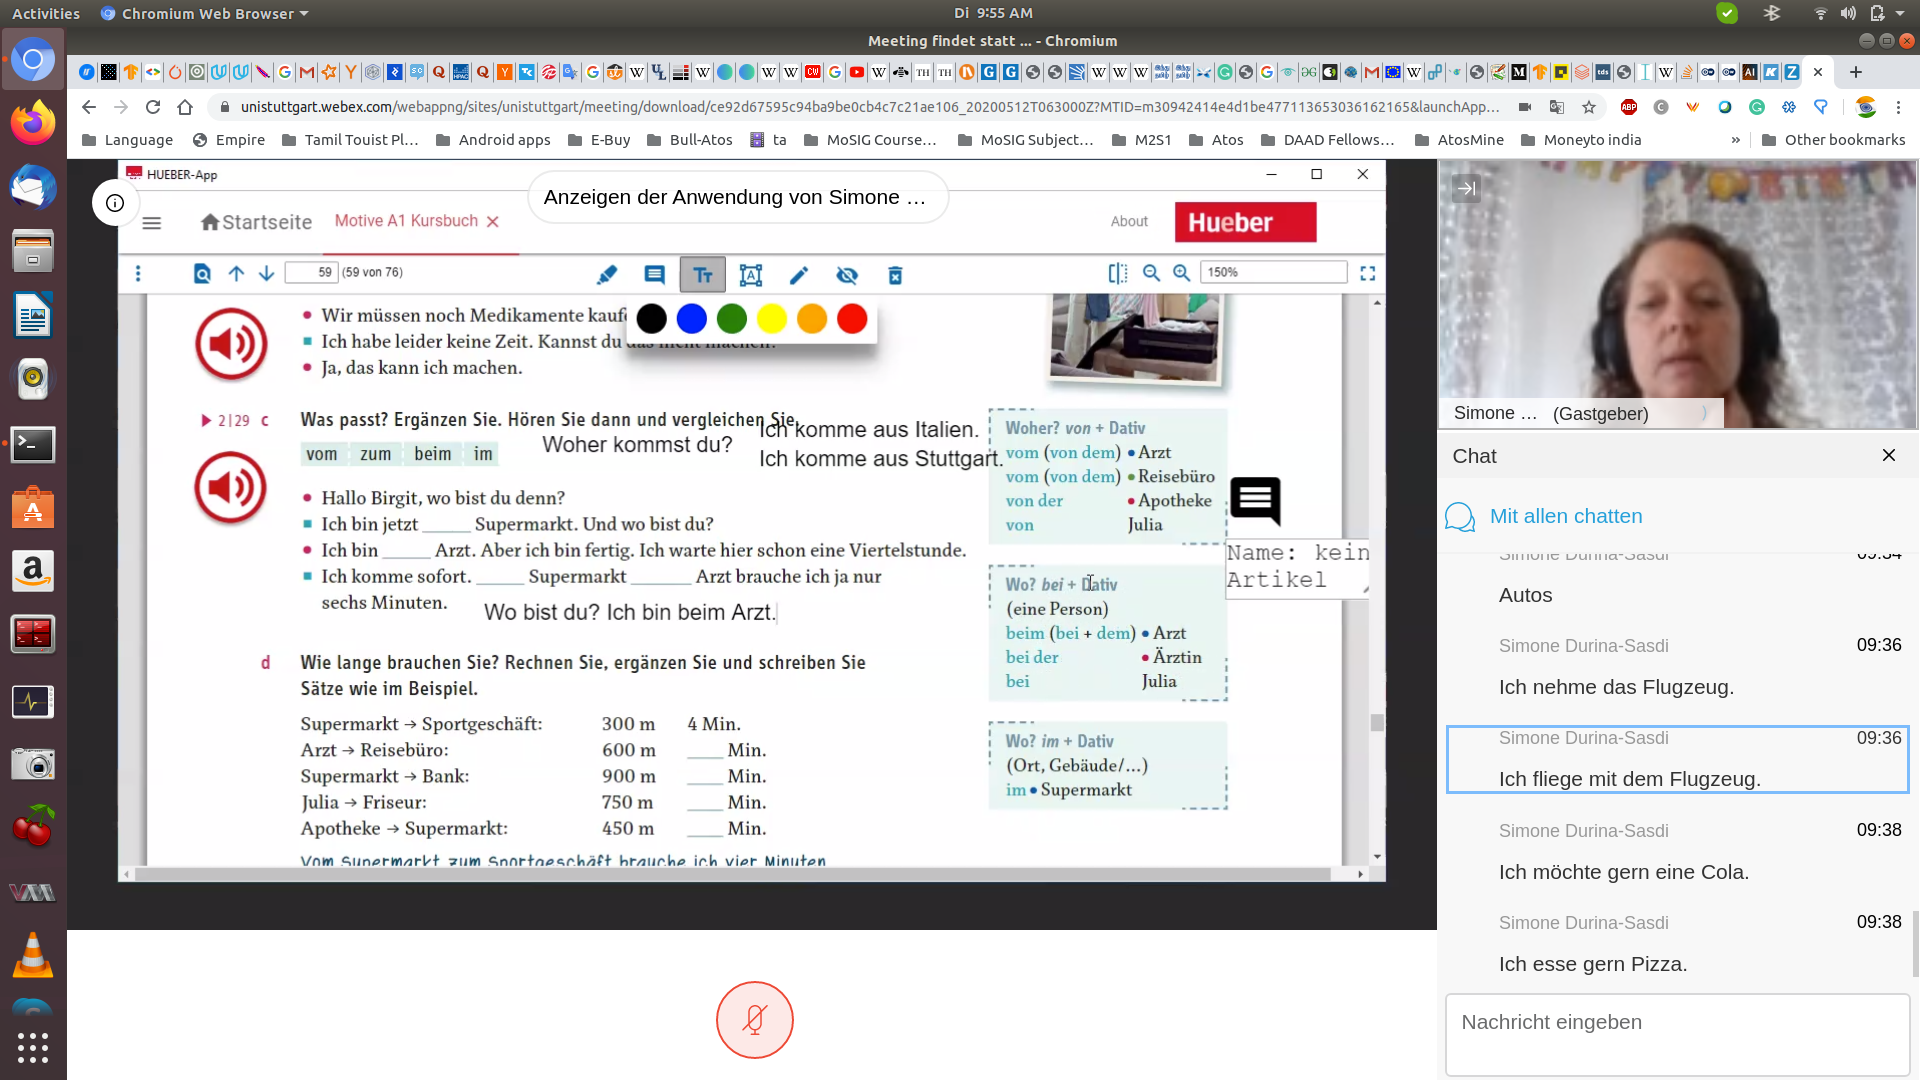 Activities
Chromium Web Browser
Di 9:55 AM
Meeting findet statt ... - Chromium
unistuttgart.webex.com/webappng/sites/unistuttgart/meeting/download/ce92d67595c94ba9be0cb4c7c21ae106_20200512T063000Z?MTID=m30942414e4d1be477113653036162165&launchApp...
Language
Empire
Tamil Touist Pl...
Android apps
E-Buy
Bull-Atos
ta
MoSIG Course...
MoSIG Subject...
M2S1
Atos
DAAD Fellows...
AtosMine
Moneyto india
»
Other bookmarks
HUEBER-App
Anzeigen der Anwendung von Simone ...
Startseite
Motive A1 Kursbuch
About
Hueber
59 (59 von 76)
150%
Wir müssen noch Medikamente kaufe
Ich habe leider keine Zeit. Kannst du das nicht machen?
Ja, das kann ich machen.
2|29 c Was passt? Ergänzen Sie. Hören Sie dann und vergleichen Sie.
vom zum beim im
Woher kommst du?
Ich komme aus Italien.
Ich komme aus Stuttgart.
Hallo Birgit, wo bist du denn?
Ich bin jetzt _____ Supermarkt. Und wo bist du?
Ich bin _____ Arzt. Aber ich bin fertig. Ich warte hier schon eine Viertelstunde.
Ich komme sofort. _____ Supermarkt ______ Arzt brauche ich ja nur
sechs Minuten.
Wo bist du? Ich bin beim Arzt.
d Wie lange brauchen Sie? Rechnen Sie, ergänzen Sie und schreiben Sie
Sätze wie im Beispiel.
Supermarkt → Sportgeschäft: 300 m 4 Min.
Arzt → Reisebüro: 600 m ____ Min.
Supermarkt → Bank: 900 m ____ Min.
Julia → Friseur: 750 m ____ Min.
Apotheke → Supermarkt: 450 m ____ Min.
Vom Supermarkt zum Sportgeschäft brauche ich vier Minuten
Woher? von + Dativ
vom (von dem) • Arzt
vom (von dem) • Reisebüro
von der • Apotheke
von Julia
Name: kein
Artikel
Wo? bei + Dativ
(eine Person)
beim (bei + dem) • Arzt
bei der • Ärztin
bei Julia
Wo? im + Dativ
(Ort, Gebäude/...)
im • Supermarkt
Simone ... (Gastgeber)
Chat
Mit allen chatten
Simone Durina-Sasdi 09:34
Autos
Simone Durina-Sasdi 09:36
Ich nehme das Flugzeug.
Simone Durina-Sasdi 09:36
Ich fliege mit dem Flugzeug.
Simone Durina-Sasdi 09:38
Ich möchte gern eine Cola.
Simone Durina-Sasdi 09:38
Ich esse gern Pizza.
Nachricht eingeben